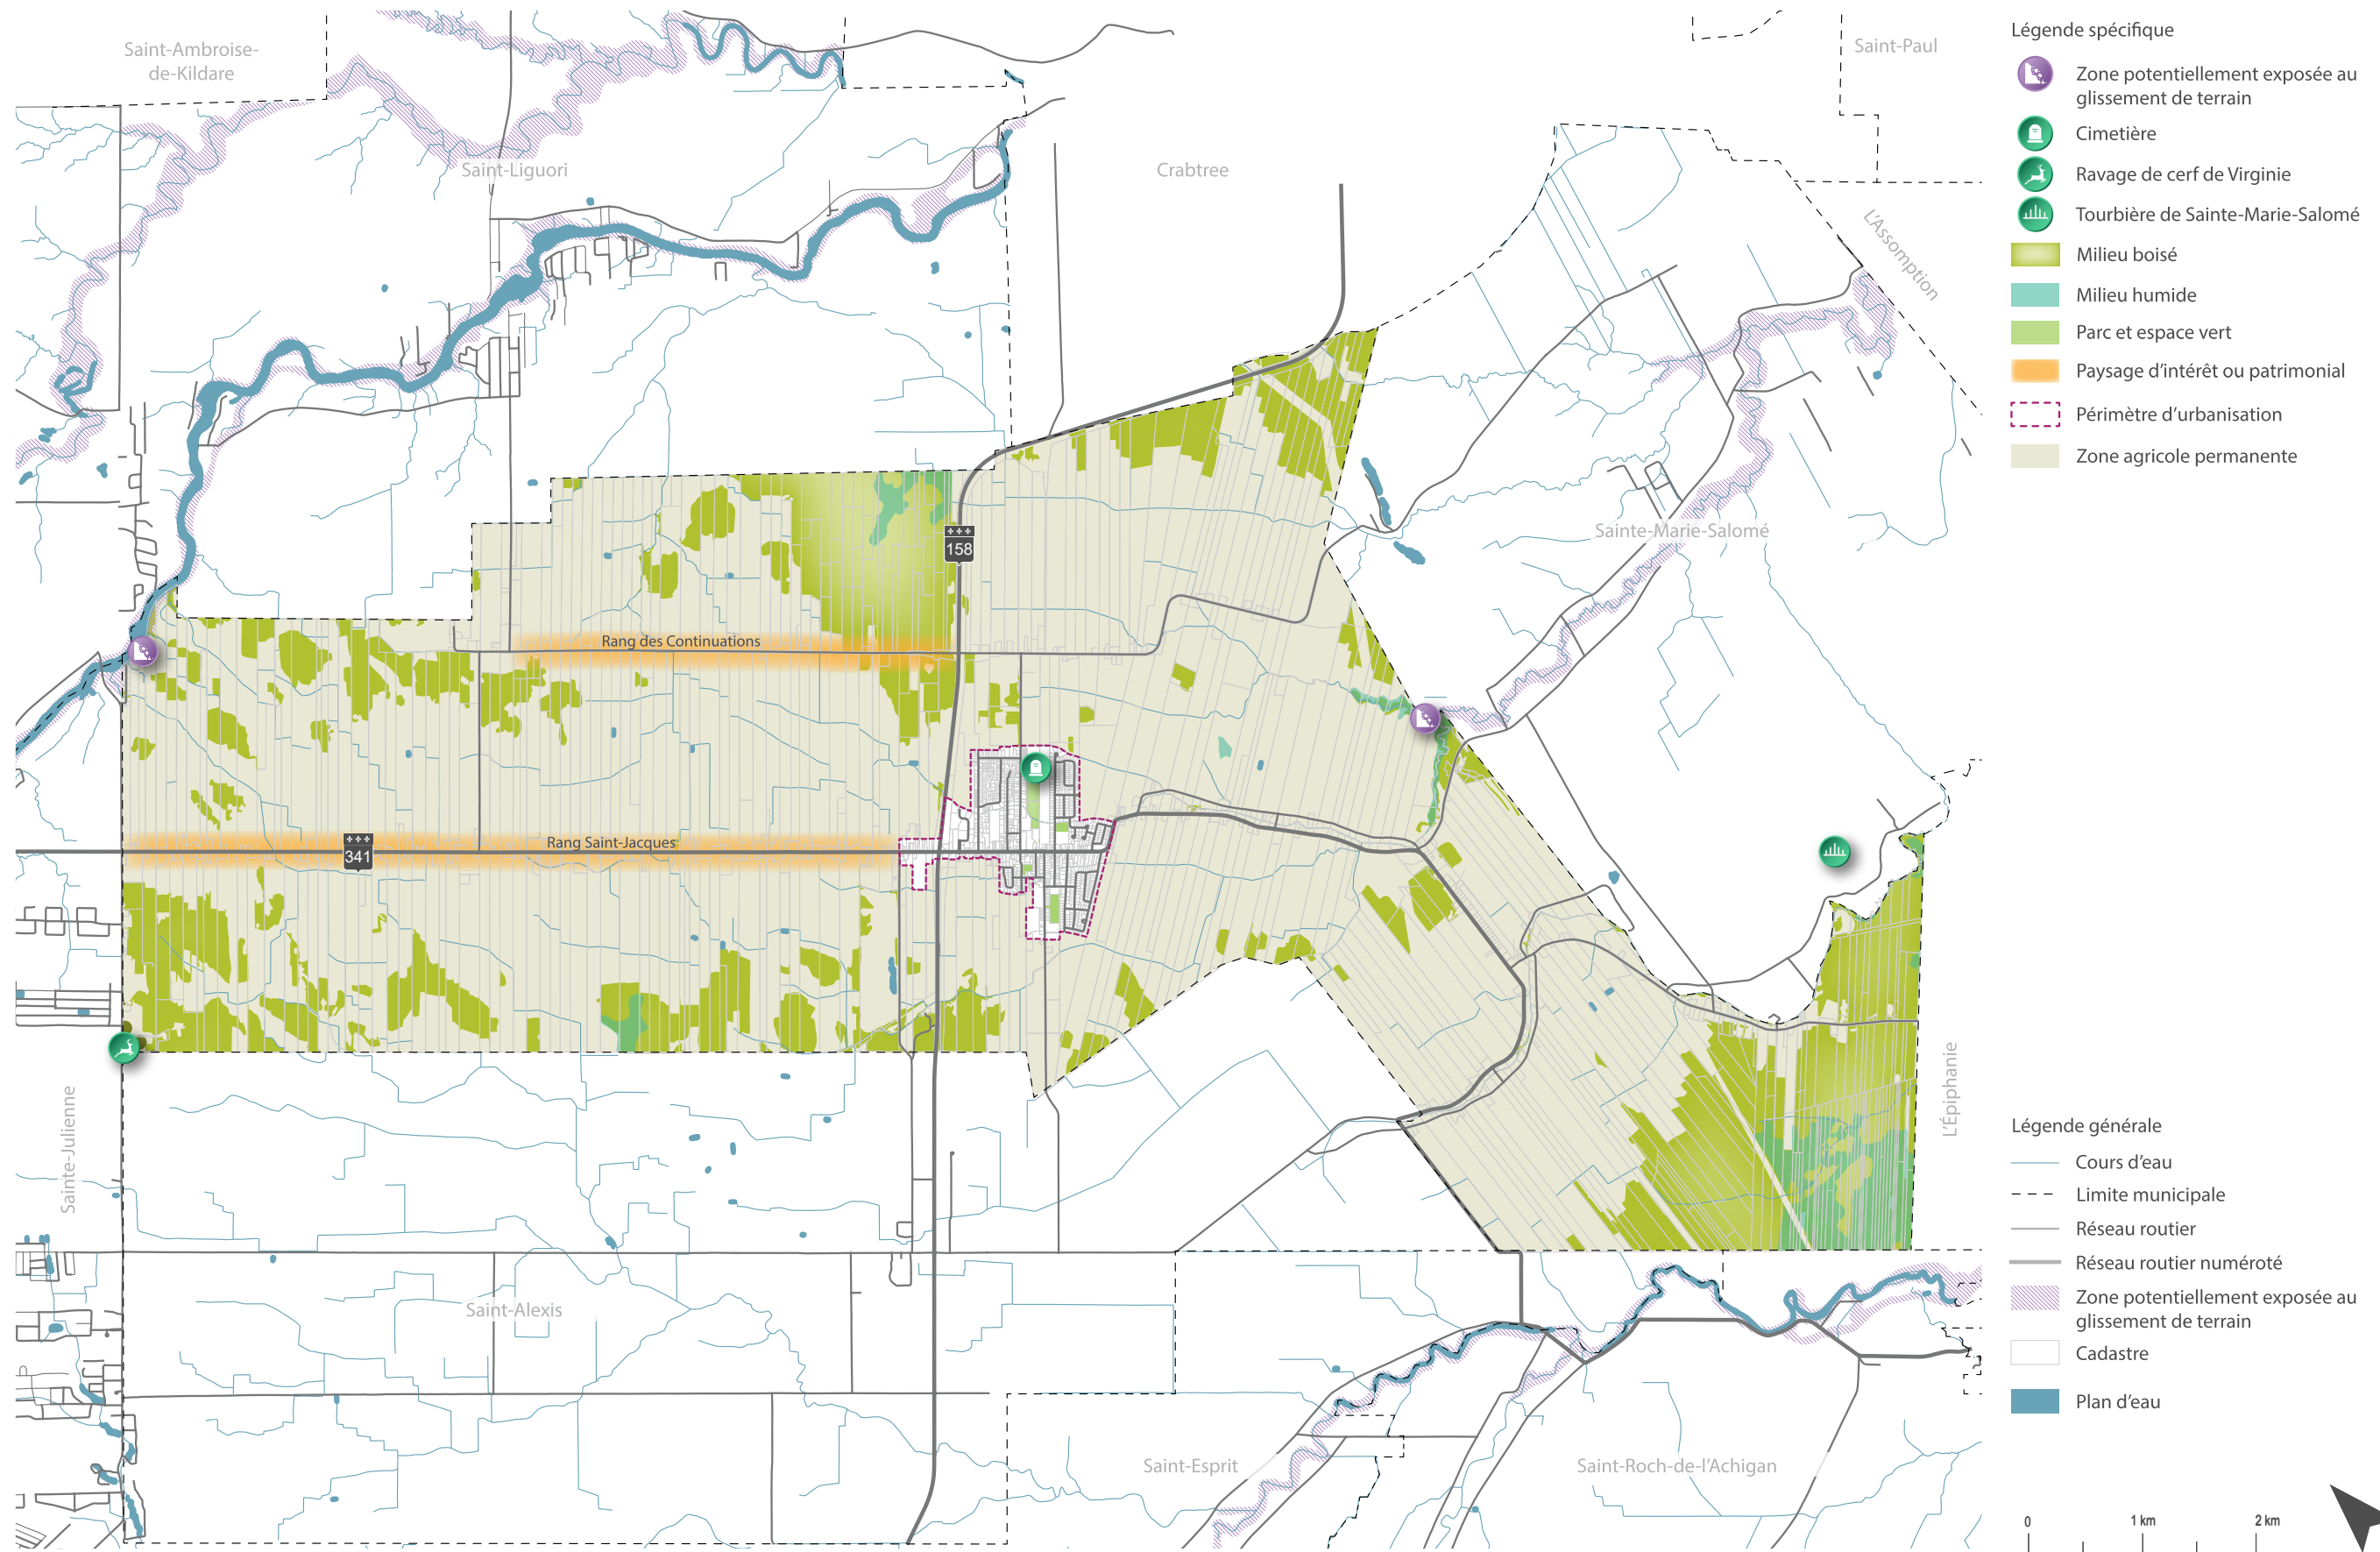 Saint-Ambroise-
de-Kildare
Saint-Liguori
Crabtree
Saint-Paul
L'Assomption
Sainte-Marie-Salomé
158
Rang des Continuations
Rang Saint-Jacques
341
Sainte-Julienne
L'Épiphanie
Saint-Alexis
Saint-Esprit
Saint-Roch-de-l'Achigan
Légende spécifique
Zone potentiellement exposée au
glissement de terrain
Cimetière
Ravage de cerf de Virginie
Tourbière de Sainte-Marie-Salomé
Milieu boisé
Milieu humide
Parc et espace vert
Paysage d'intérêt ou patrimonial
Périmètre d'urbanisation
Zone agricole permanente
Légende générale
Cours d'eau
Limite municipale
Réseau routier
Réseau routier numéroté
Zone potentiellement exposée au
glissement de terrain
Cadastre
Plan d'eau
0 1 km 2 km